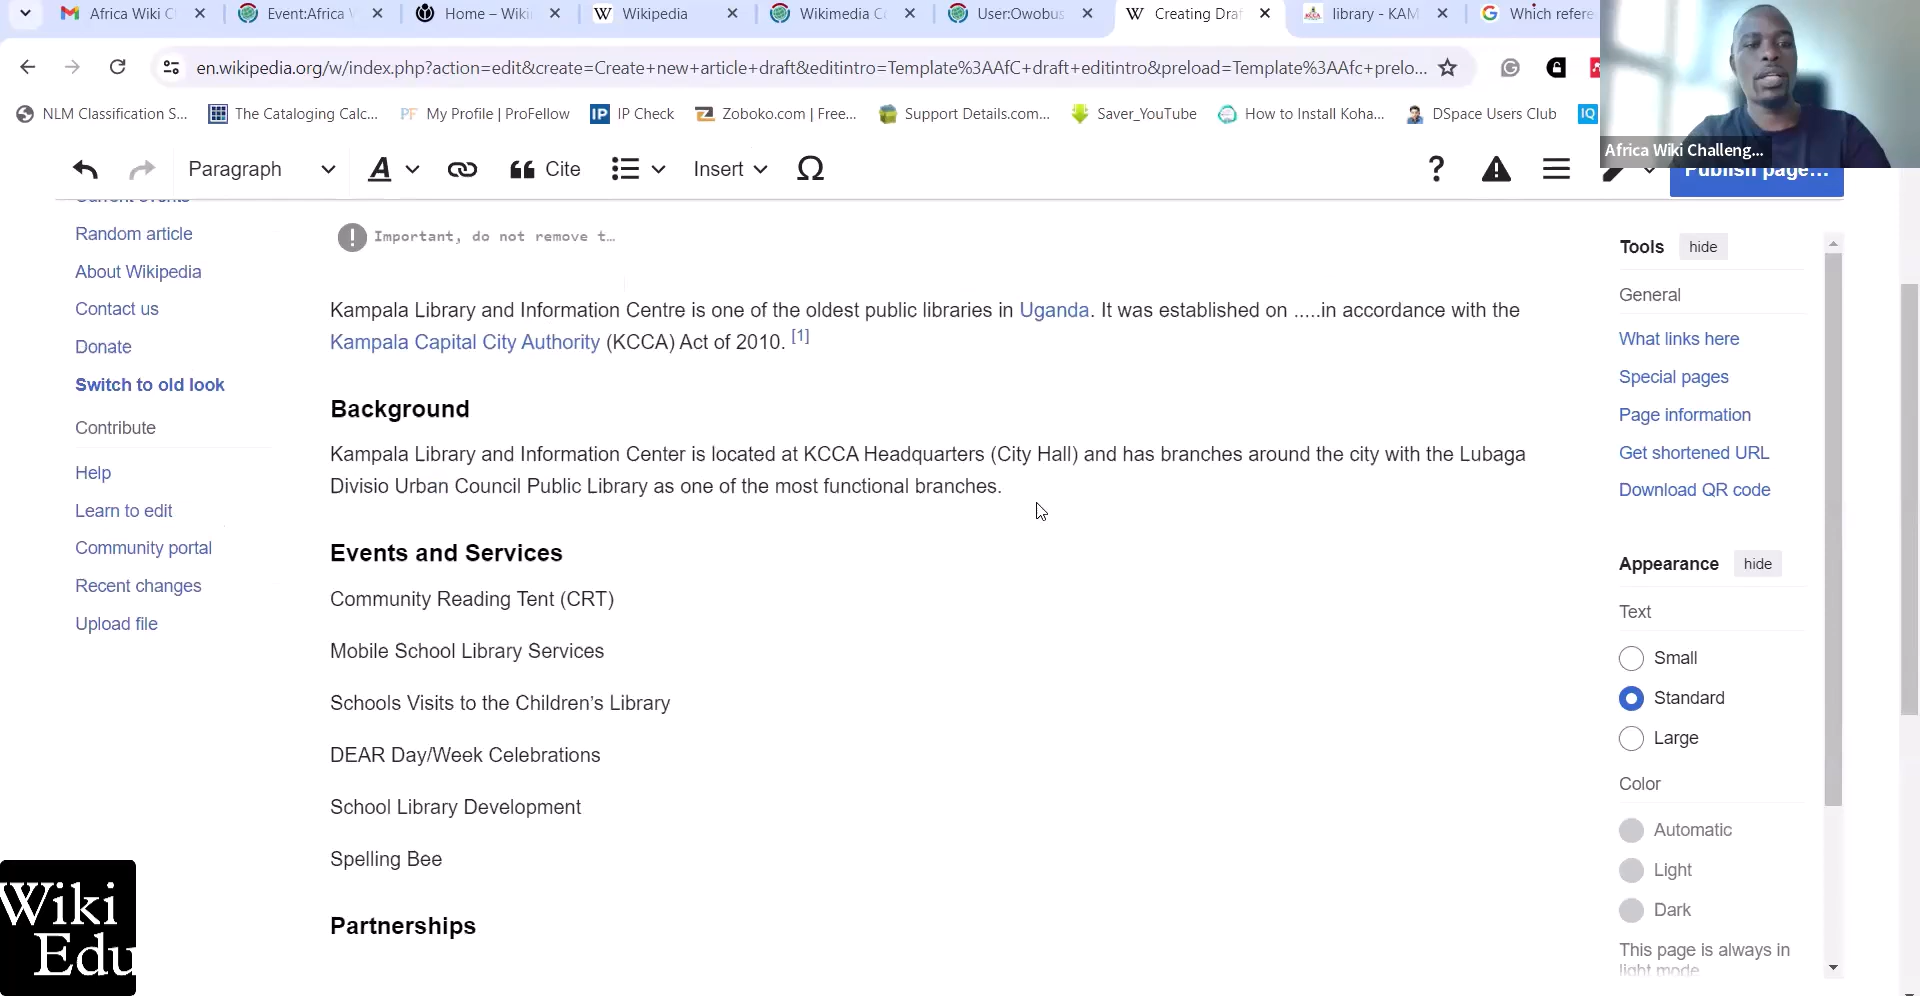 Africa Wiki C
Event:Africa W
Home – Wiki
Wikipedia
Wikimedia C
User:Owobus
Creating Dra
library - KAM
Which refere
en.wikipedia.org/w/index.php?action=edit&create=Create+new+article+draft&editintro=Template%3AAfC+draft+editintro&preload=Template%3AAfc+prelo...
NLM Classification S...
The Cataloging Calc...
PF My Profile | ProFellow
IP IP Check
Zoboko.com | Free...
Support Details.com...
Saver_YouTube
How to Install Koha...
DSpace Users Club
IQ
Africa Wiki Challeng...
Paragraph
A
Cite
Insert
Ω
?
Publish page...
Current events
Random article
About Wikipedia
Contact us
Donate
Switch to old look
Contribute
Help
Learn to edit
Community portal
Recent changes
Upload file
Important, do not remove t…
Kampala Library and Information Centre is one of the oldest public libraries in Uganda. It was established on .....in accordance with the
Kampala Capital City Authority (KCCA) Act of 2010. [1]
Background
Kampala Library and Information Center is located at KCCA Headquarters (City Hall) and has branches around the city with the Lubaga
Divisio Urban Council Public Library as one of the most functional branches.
Events and Services
Community Reading Tent (CRT)
Mobile School Library Services
Schools Visits to the Children’s Library
DEAR Day/Week Celebrations
School Library Development
Spelling Bee
Partnerships
Tools hide
General
What links here
Special pages
Page information
Get shortened URL
Download QR code
Appearance hide
Text
Small
Standard
Large
Color
Automatic
Light
Dark
This page is always in
light mode
Wiki
Edu